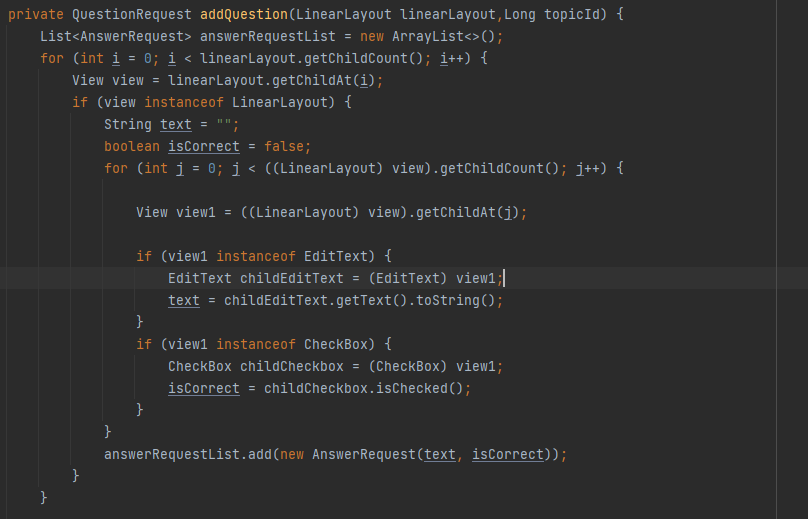 private QuestionRequest addQuestion(LinearLayout linearLayout,Long topicId) {
    List<AnswerRequest> answerRequestList = new ArrayList<>();
    for (int i = 0; i < linearLayout.getChildCount(); i++) {
        View view = linearLayout.getChildAt(i);
        if (view instanceof LinearLayout) {
            String text = "";
            boolean isCorrect = false;
            for (int j = 0; j < ((LinearLayout) view).getChildCount(); j++) {

                View view1 = ((LinearLayout) view).getChildAt(j);

                if (view1 instanceof EditText) {
                    EditText childEditText = (EditText) view1;
                    text = childEditText.getText().toString();
                }
                if (view1 instanceof CheckBox) {
                    CheckBox childCheckbox = (CheckBox) view1;
                    isCorrect = childCheckbox.isChecked();
                }
            }
            answerRequestList.add(new AnswerRequest(text, isCorrect));
        }
    }